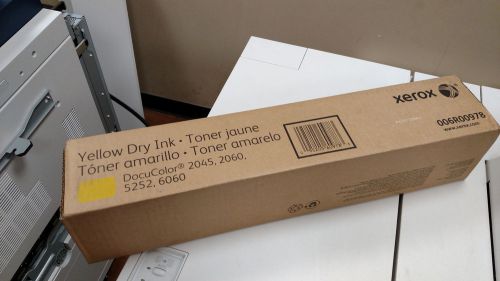 Yellow Dry Ink • Toner jaune
Tóner amarillo • Toner amarelo
DocuColor® 2045, 2060,
5252, 6060
xerox
006R00978
www.xerox.com